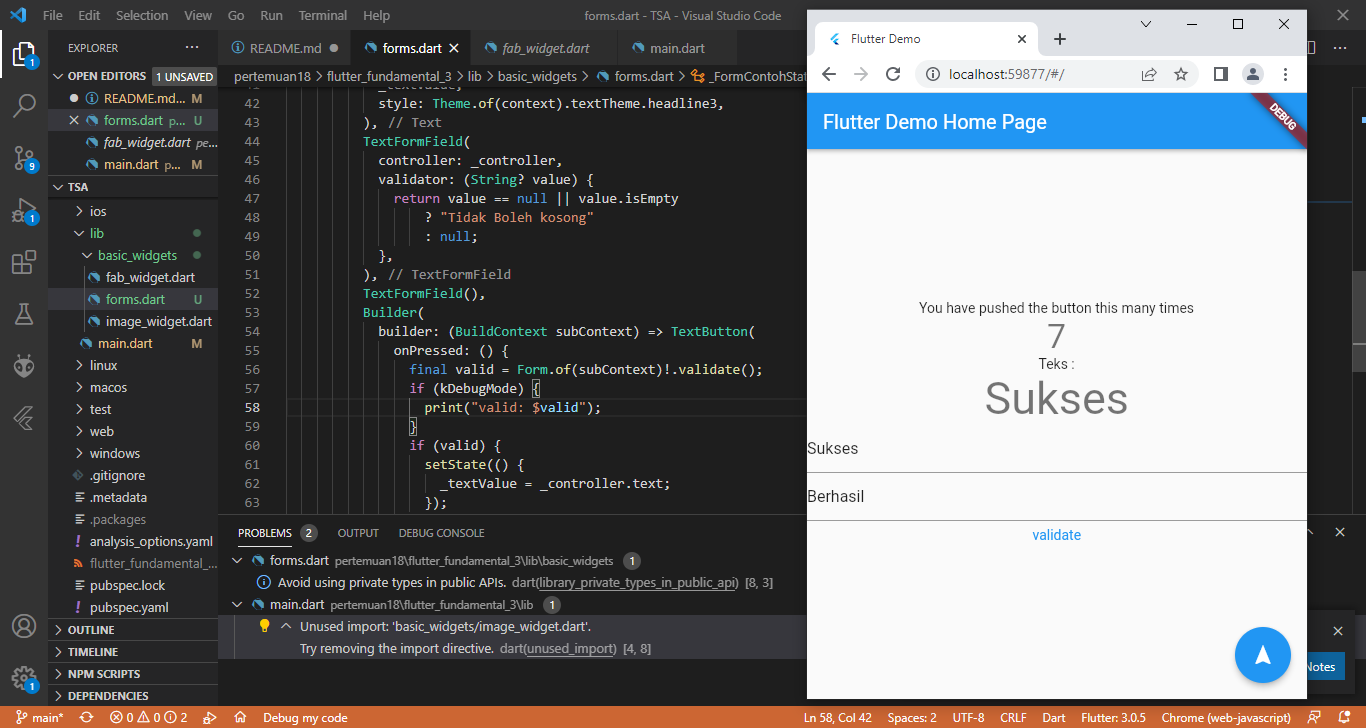 File Edit Selection View Go Run Terminal Help
forms.dart - TSA - Visual Studio Code
EXPLORER
OPEN EDITORS 1 UNSAVED
README.md... M
forms.dart p... U
fab_widget.dart pe...
main.dart p... M
TSA
ios
lib
basic_widgets
fab_widget.dart
forms.dart U
image_widget.dart
main.dart M
linux
macos
test
web
windows
.gitignore
.metadata
.packages
analysis_options.yaml
flutter_fundamental_...
pubspec.lock
pubspec.yaml
OUTLINE
TIMELINE
NPM SCRIPTS
DEPENDENCIES
1
9
1
1
README.md forms.dart fab_widget.dart main.dart
pertemuan18 > flutter_fundamental_3 > lib > basic_widgets > forms.dart > _FormContohStat
41 _textValue,
42 style: Theme.of(context).textTheme.headline3,
43 ), // Text
44 TextFormField(
45 controller: _controller,
46 validator: (String? value) {
47 return value == null || value.isEmpty
48 ? "Tidak Boleh kosong"
49 : null;
50 },
51 ), // TextFormField
52 TextFormField(),
53 Builder(
54 builder: (BuildContext subContext) => TextButton(
55 onPressed: () {
56 final valid = Form.of(subContext)!.validate();
57 if (kDebugMode) {
58 print("valid: $valid");
59 }
60 if (valid) {
61 setState(() {
62 _textValue = _controller.text;
63 });
PROBLEMS 2 OUTPUT DEBUG CONSOLE
forms.dart pertemuan18\flutter_fundamental_3\lib\basic_widgets 1
Avoid using private types in public APIs. dart(library_private_types_in_public_api) [8, 3]
main.dart pertemuan18\flutter_fundamental_3\lib 1
Unused import: 'basic_widgets/image_widget.dart'.
Try removing the import directive. dart(unused_import) [4, 8]
Flutter Demo
localhost:59877/#/
Flutter Demo Home Page
DEBUG
You have pushed the button this many times
7
Teks :
Sukses
Sukses
Berhasil
validate
Notes
main* 0 0 2 Debug my code
Ln 58, Col 42 Spaces: 2 UTF-8 CRLF Dart Flutter: 3.0.5 Chrome (web-javascript)